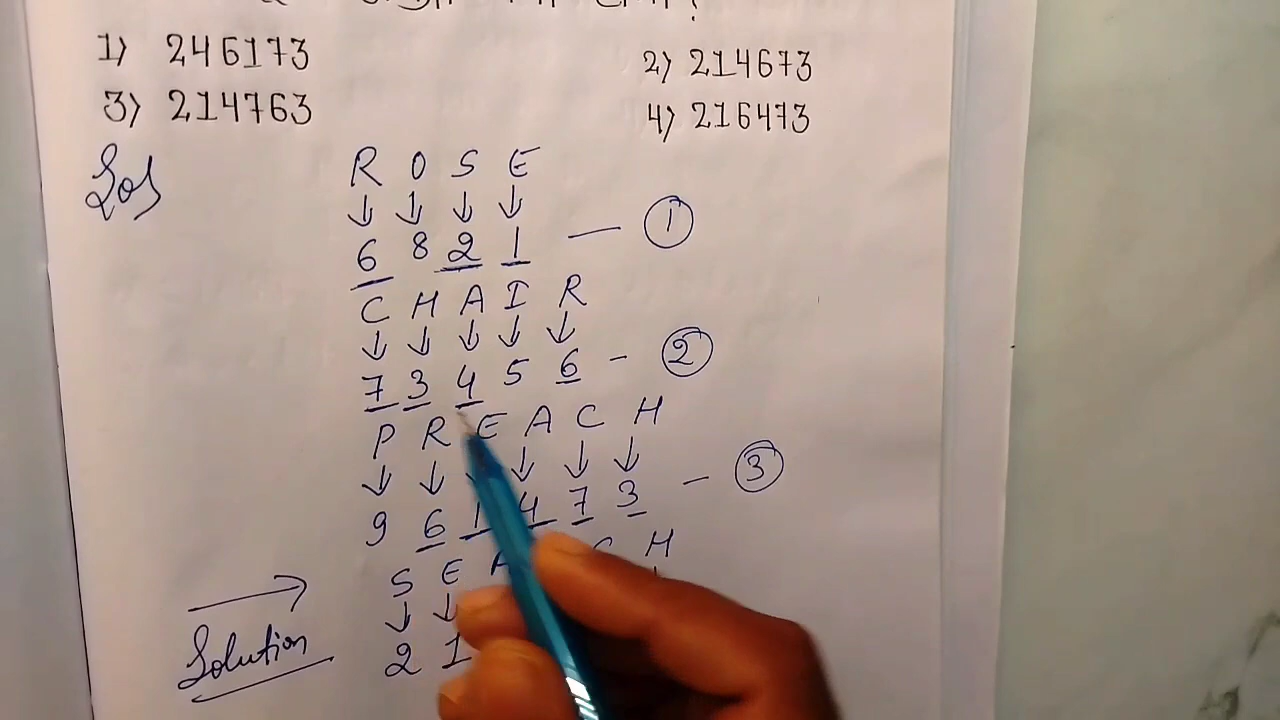 1) 246173 2) 214673
3) 214763 4) 216473
Sol
R O S E
↓ ↓ ↓ ↓
6 8 2 1 — ①
C H A I R
↓ ↓ ↓ ↓ ↓
7 3 4 5 6 - ②
P R E A C H
↓ ↓ ↓ ↓ ↓
9 6 1 4 7 3 - ③
S E A C H
→ ↓ ↓
Solution 2 1